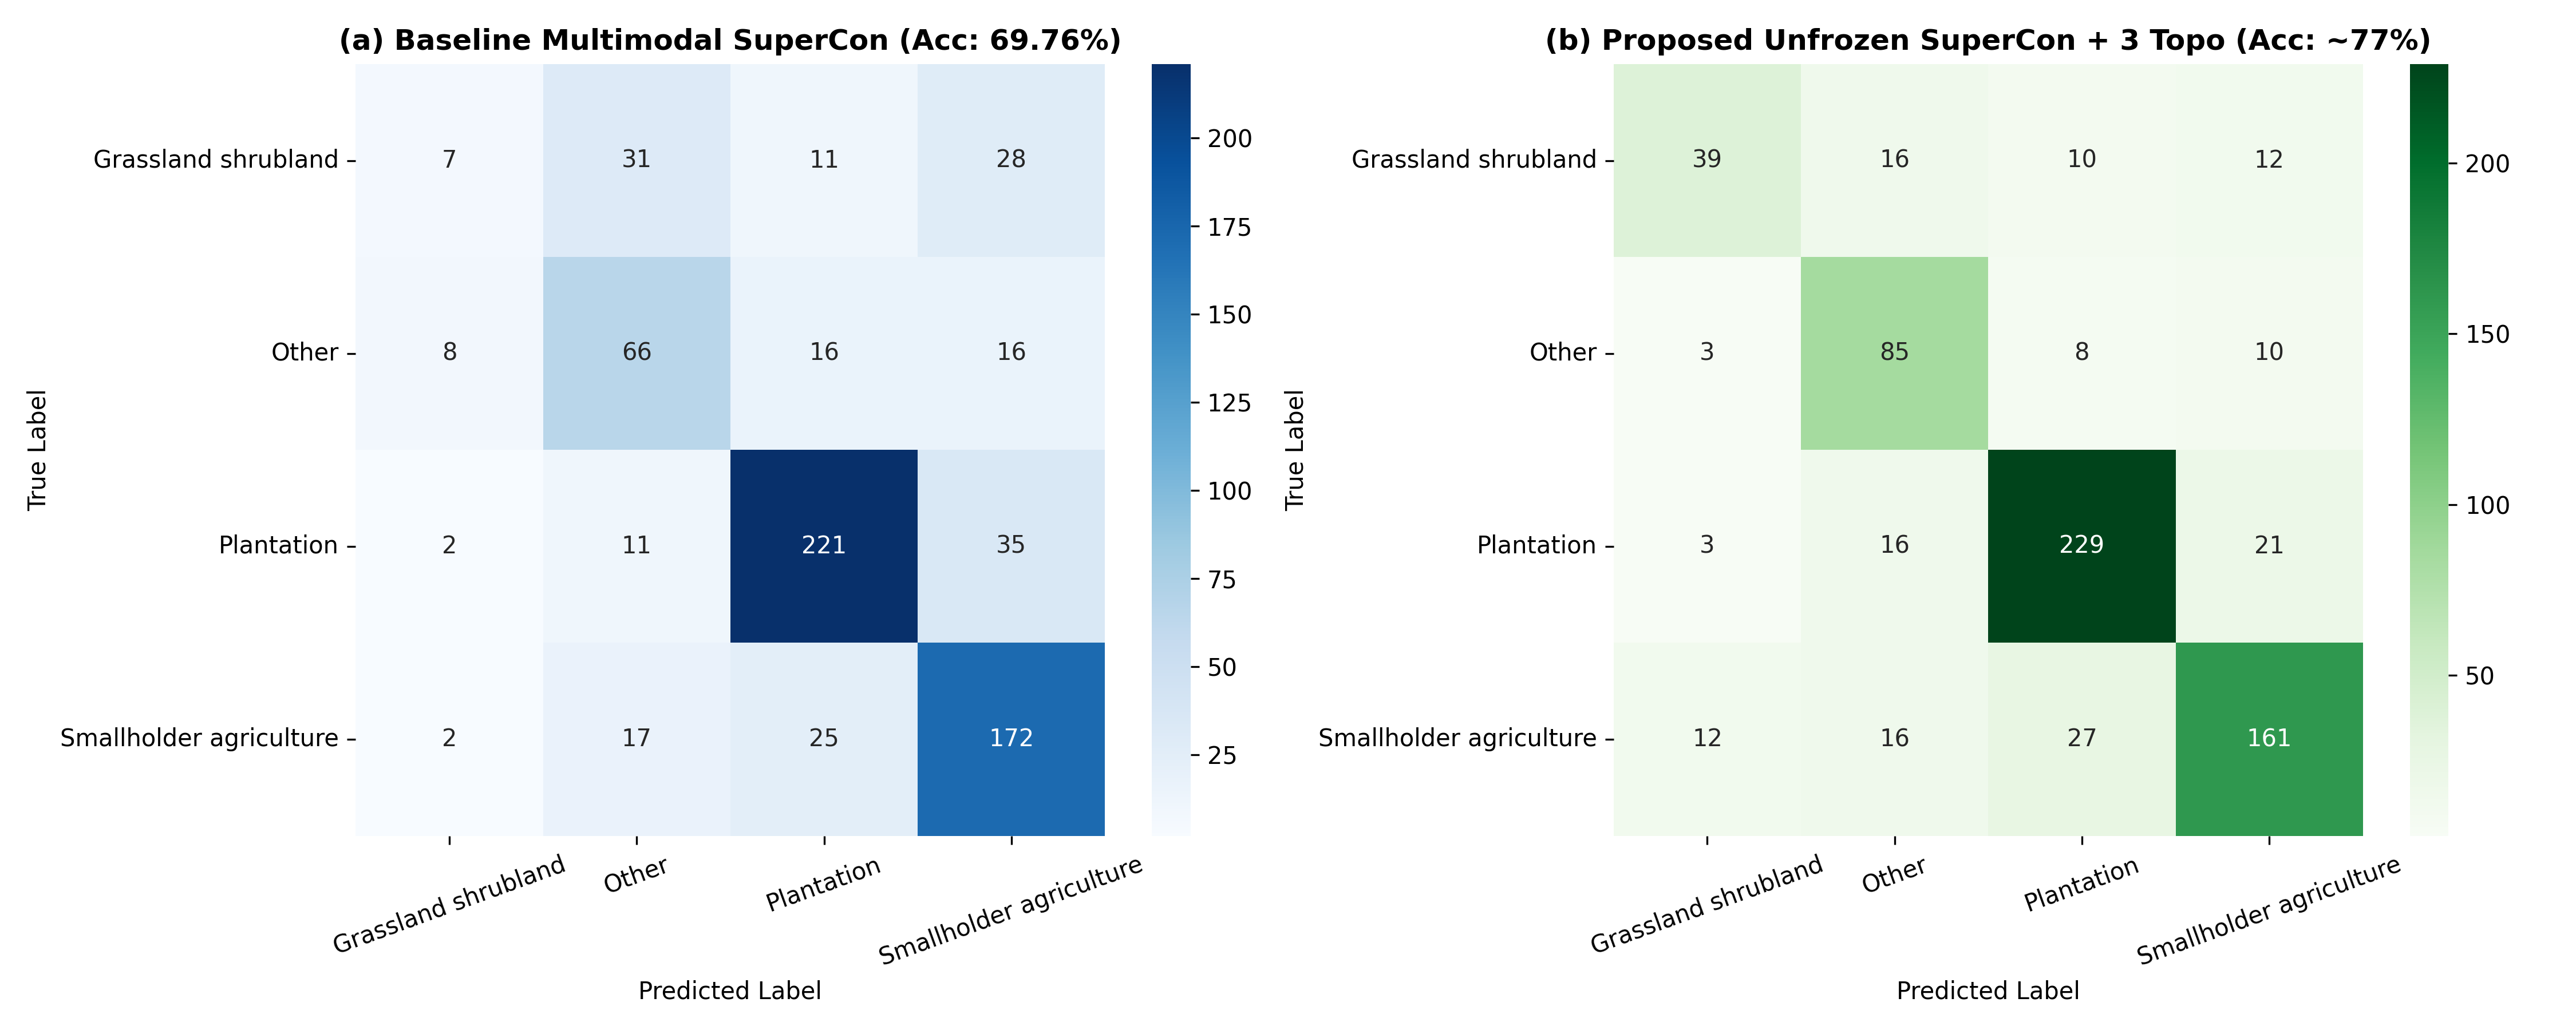 (a) Baseline Multimodal SuperCon (Acc: 69.76%)
True Label
Grassland shrubland 7 31 11 28
Other 8 66 16 16
Plantation 2 11 221 35
Smallholder agriculture 2 17 25 172
Grassland shrubland Other Plantation Smallholder agriculture
Predicted Label
200
175
150
125
100
75
50
25
(b) Proposed Unfrozen SuperCon + 3 Topo (Acc: ~77%)
True Label
Grassland shrubland 39 16 10 12
Other 3 85 8 10
Plantation 3 16 229 21
Smallholder agriculture 12 16 27 161
Grassland shrubland Other Plantation Smallholder agriculture
Predicted Label
200
150
100
50